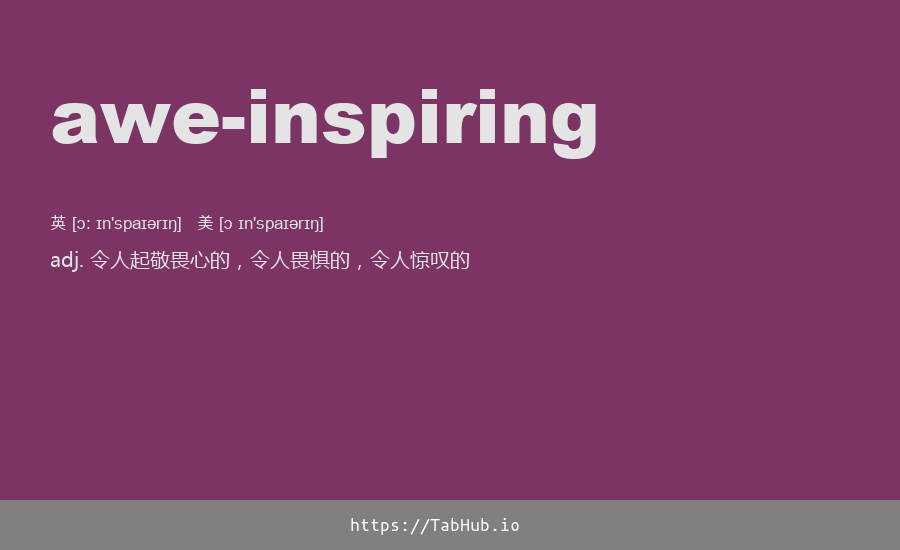 awe-inspiring
英 [ɔː ɪn'spaɪərɪŋ] 美 [ɔ ɪn'spaɪərɪŋ]
adj. 令人起敬畏心的，令人畏惧的，令人惊叹的
https://TabHub.io